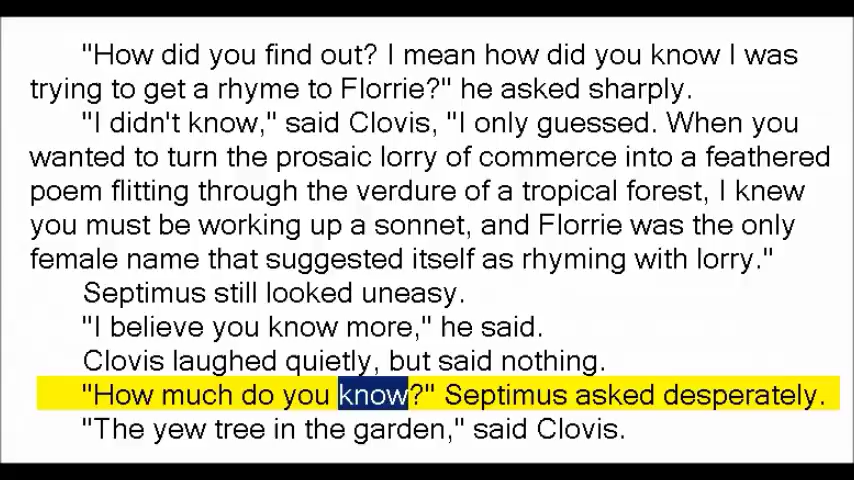 "How did you find out? I mean how did you know I was
trying to get a rhyme to Florrie?" he asked sharply.
"I didn't know," said Clovis, "I only guessed. When you
wanted to turn the prosaic lorry of commerce into a feathered
poem flitting through the verdure of a tropical forest, I knew
you must be working up a sonnet, and Florrie was the only
female name that suggested itself as rhyming with lorry."
Septimus still looked uneasy.
"I believe you know more," he said.
Clovis laughed quietly, but said nothing.
"How much do you know?" Septimus asked desperately.
"The yew tree in the garden," said Clovis.